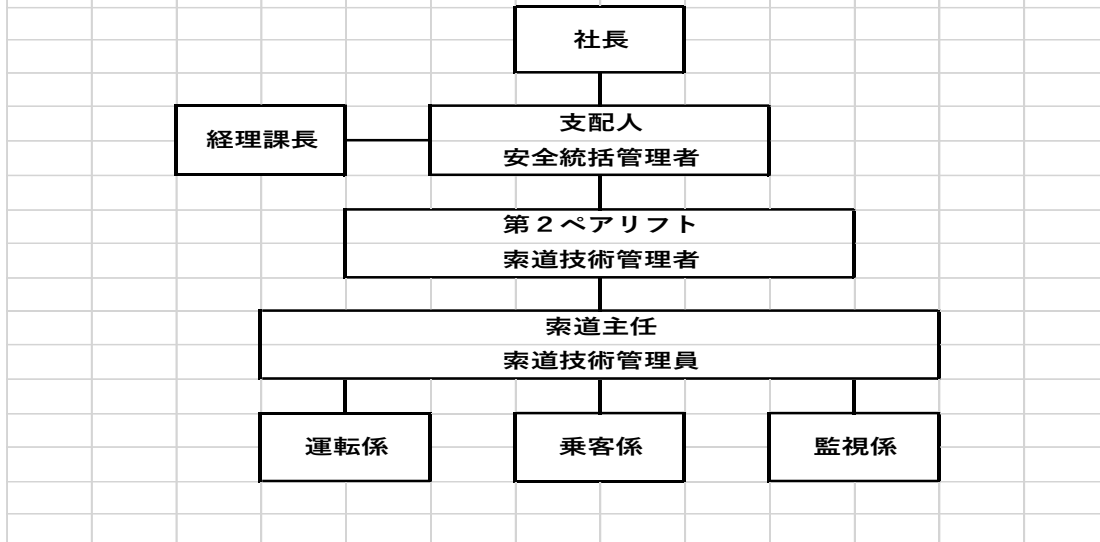 社長
経理課長
支配人
安全統括管理者
第２ペアリフト
索道技術管理者
索道主任
索道技術管理員
運転係
乗客係
監視係